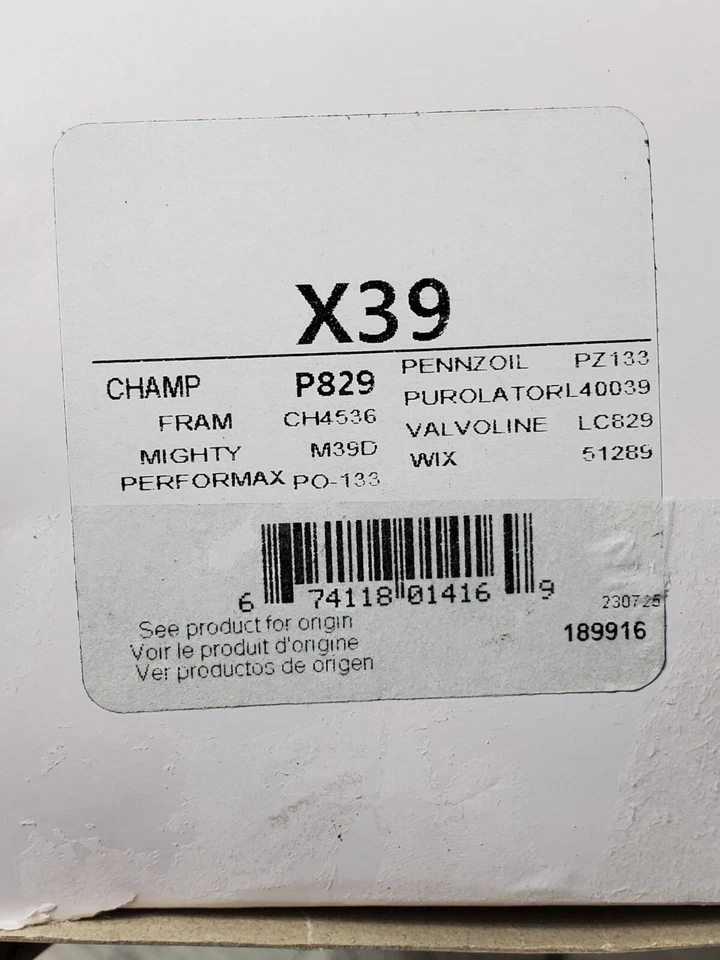 X39
CHAMP P829
FRAM CH4536
MIGHTY M39D
PERFORMAX PO-133
PENNZOIL PZ133
PUROLATOR L40039
VALVOLINE LC829
WIX 51289
6 74118 01416 9
See product for origin
Voir le produit d'origine
Ver productos de origen
230725
189916